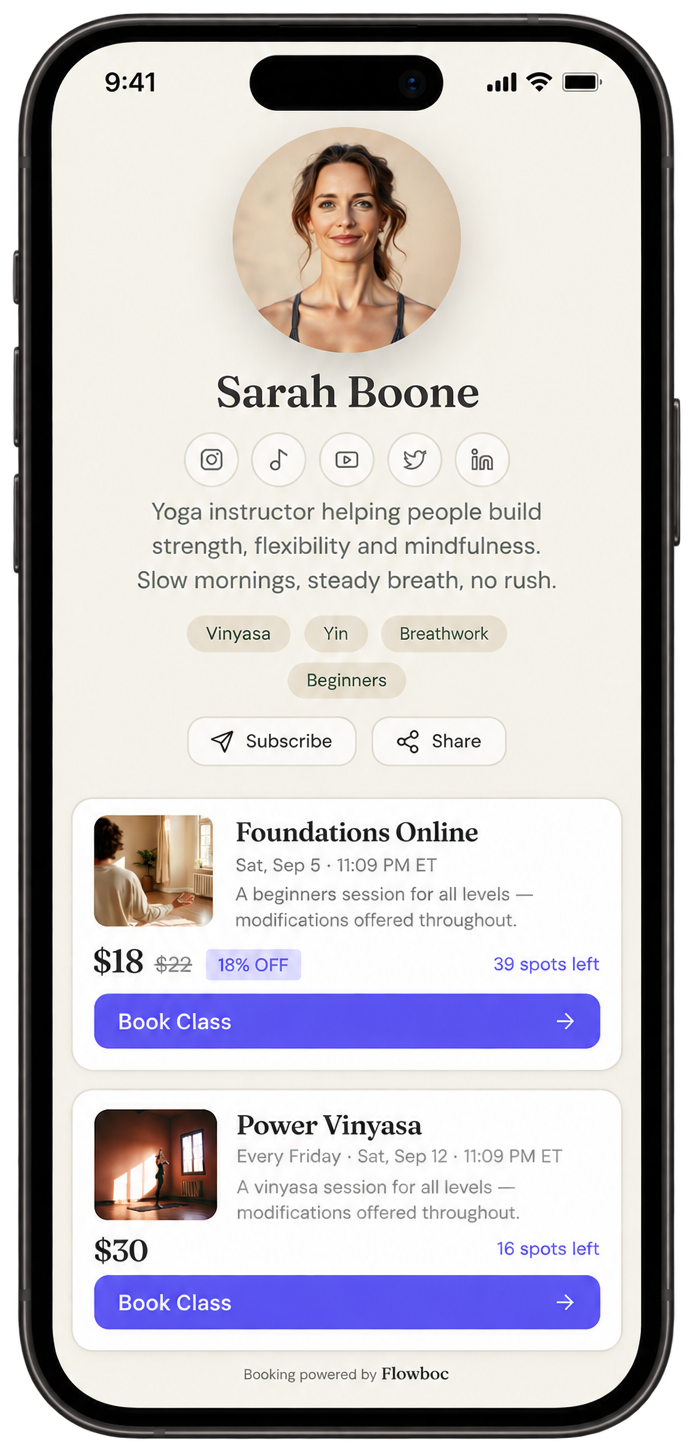 9:41
Sarah Boone
Yoga instructor helping people build
strength, flexibility and mindfulness.
Slow mornings, steady breath, no rush.
Vinyasa Yin Breathwork
Beginners
Subscribe Share
Foundations Online
Sat, Sep 5 · 11:09 PM ET
A beginners session for all levels —
modifications offered throughout.
$18 $22 18% OFF 39 spots left
Book Class
Power Vinyasa
Every Friday · Sat, Sep 12 · 11:09 PM ET
A vinyasa session for all levels —
modifications offered throughout.
$30 16 spots left
Book Class
Booking powered by Flowboc